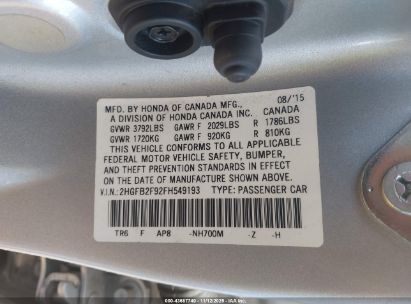 MFD. BY HONDA OF CANADA MFG., 08/'15
A DIVISION OF HONDA CANADA INC. CANADA
GVWR 3792LBS GAWR F 2029LBS R 1786LBS
GVWR 1720KG GAWR F 920KG R 810KG
THIS VEHICLE CONFORMS TO ALL APPLICABLE
FEDERAL MOTOR VEHICLE SAFETY, BUMPER,
AND THEFT PREVENTION STANDARDS IN EFFECT
ON THE DATE OF MANUFACTURE SHOWN ABOVE.
V.I.N.: 2HGFB2F92FH549193 TYPE: PASSENGER CAR
TR6 F AP8 -NH700M -Z -H